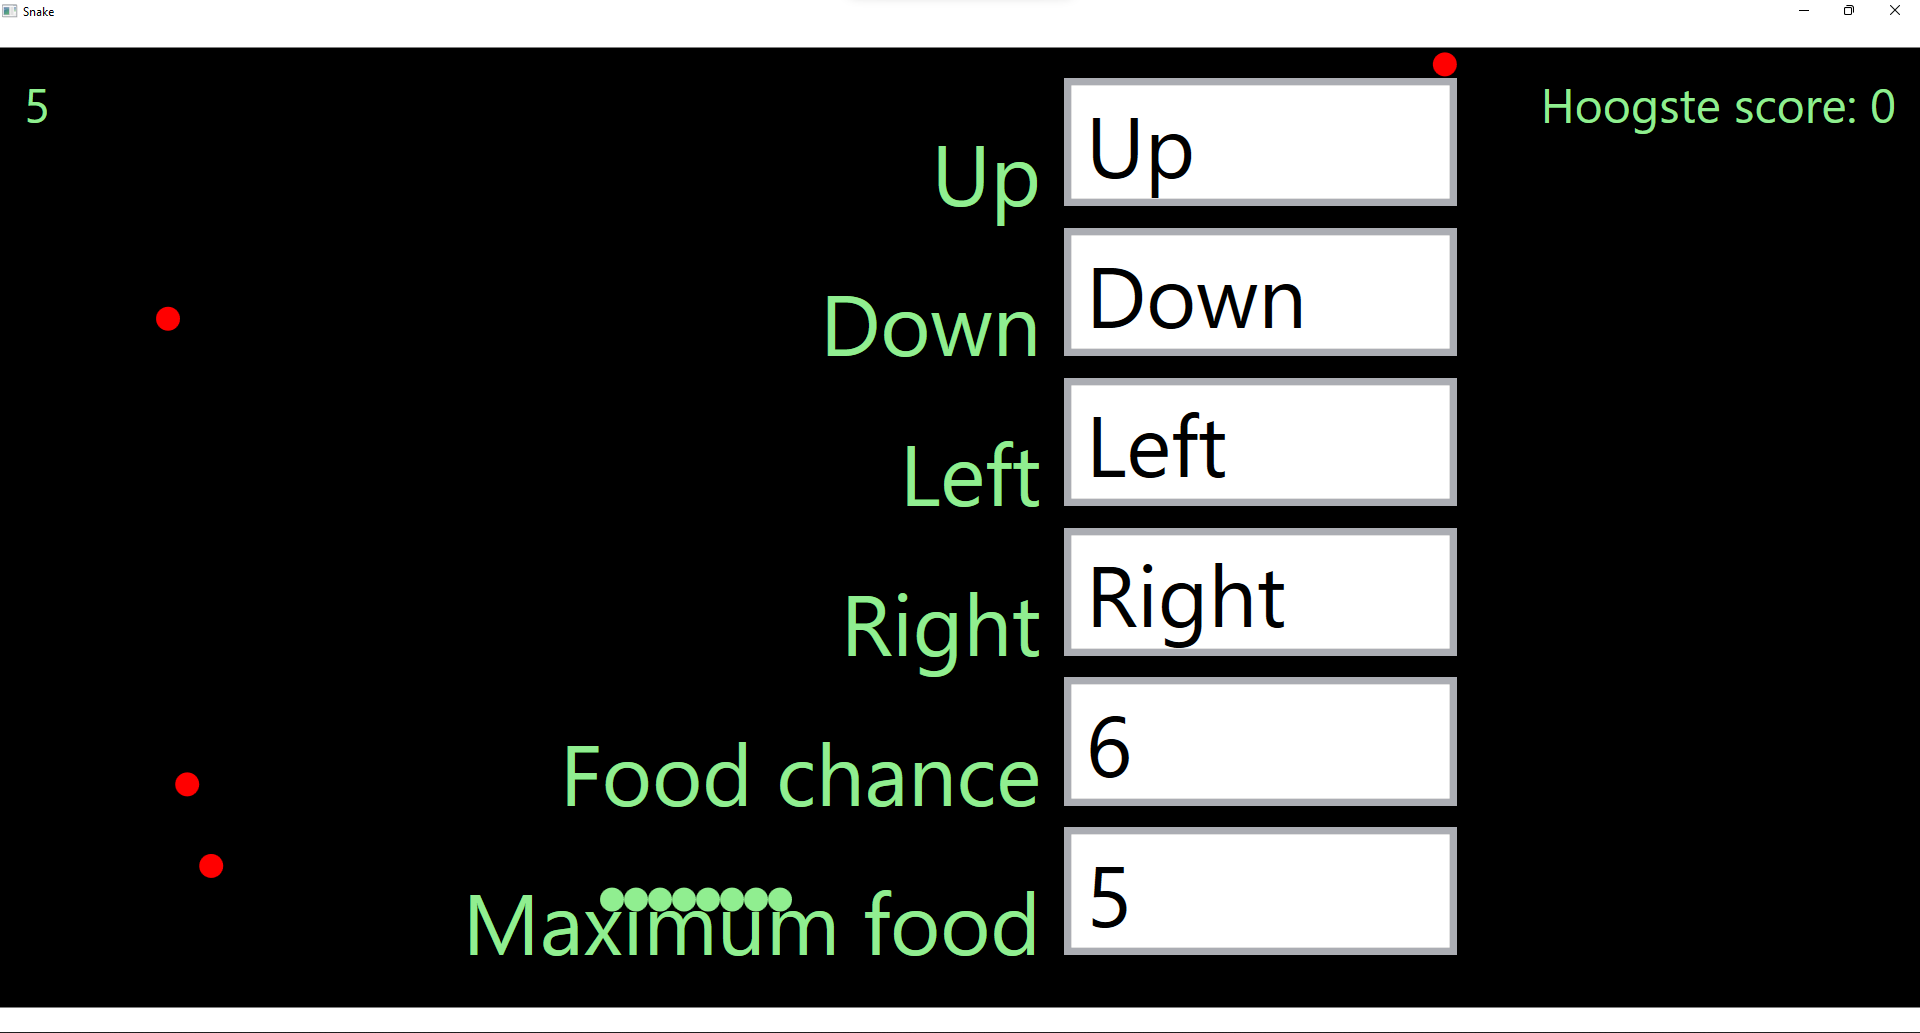 Snake
5
Hoogste score: 0
Up Up
Down Down
Left Left
Right Right
Food chance 6
Maximum food 5